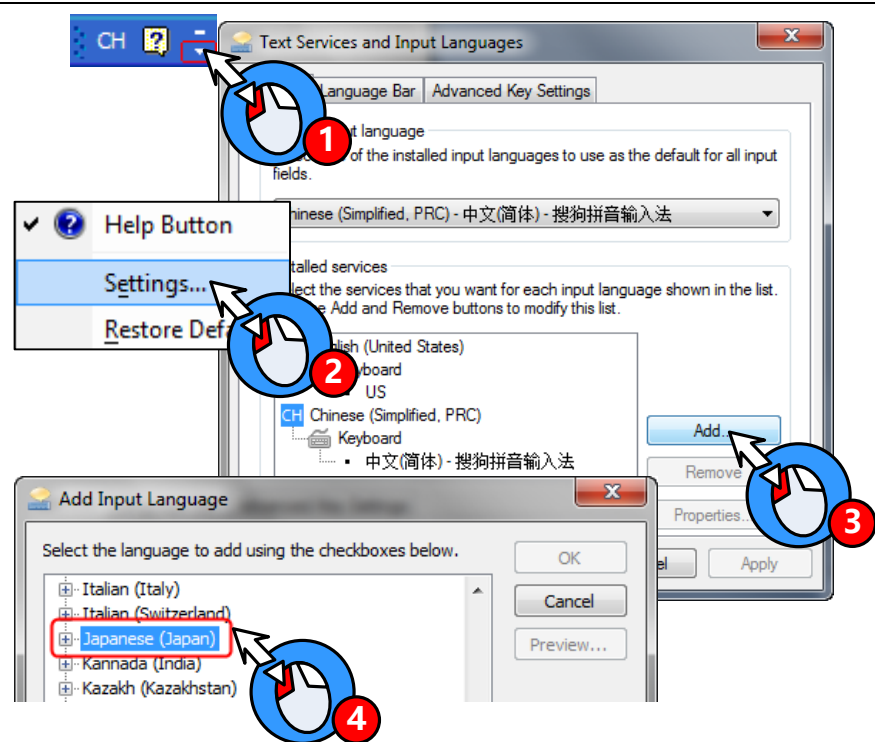 CH
Text Services and Input Languages
Language Bar
Advanced Key Settings
1
language
of the installed input languages to use as the default for all input
fields.
(Simplified, PRC) - 中文(简体) - 搜狗拼音输入法
Help Button
Settings...
Restore
2
services
the services that you want for each input language shown in the list.
Add and Remove buttons to modify this list.
(United States)
US
CH Chinese (Simplified, PRC)
Keyboard
中文(简体) - 搜狗拼音输入法
Add...
Remove
Properties...
3
Apply
Add Input Language
Select the language to add using the checkboxes below.
OK
Cancel
Preview...
Italian (Italy)
Italian (Switzerland)
Japanese (Japan)
Kannada (India)
Kazakh (Kazakhstan)
4